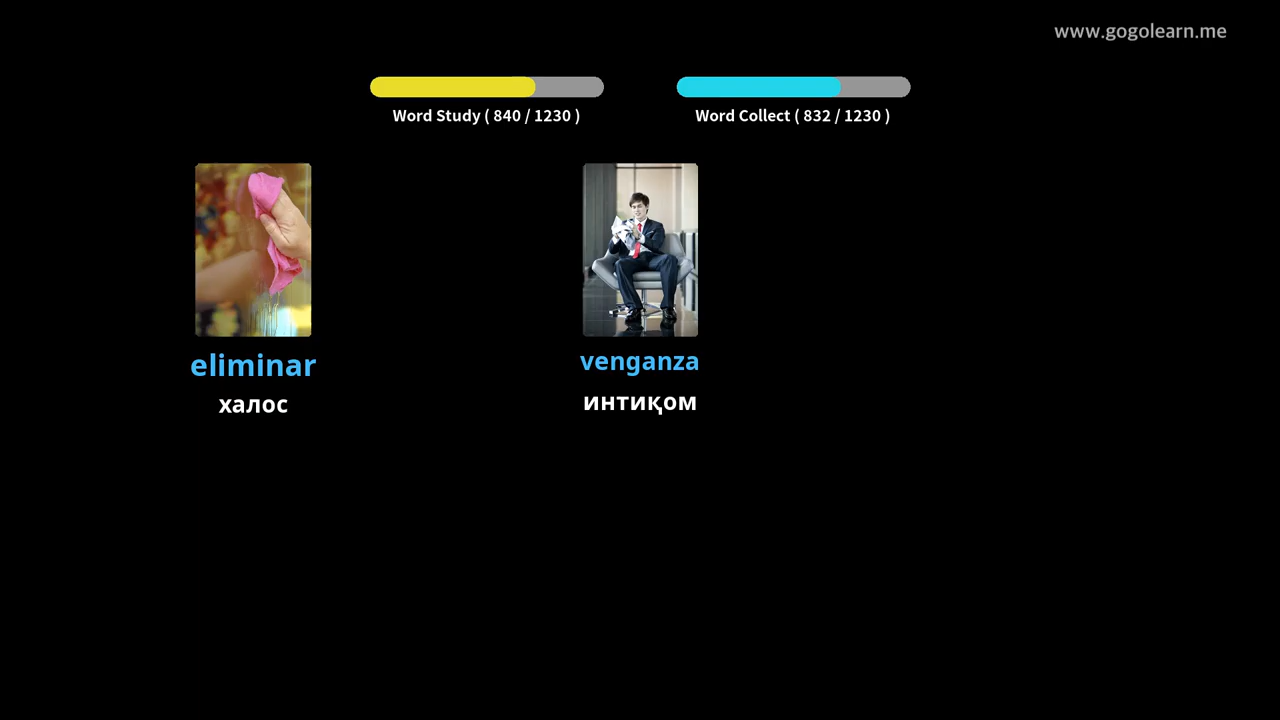 www.gogolearn.me
Word Study ( 840 / 1230 )
Word Collect ( 832 / 1230 )
eliminar
халос
venganza
интиқом